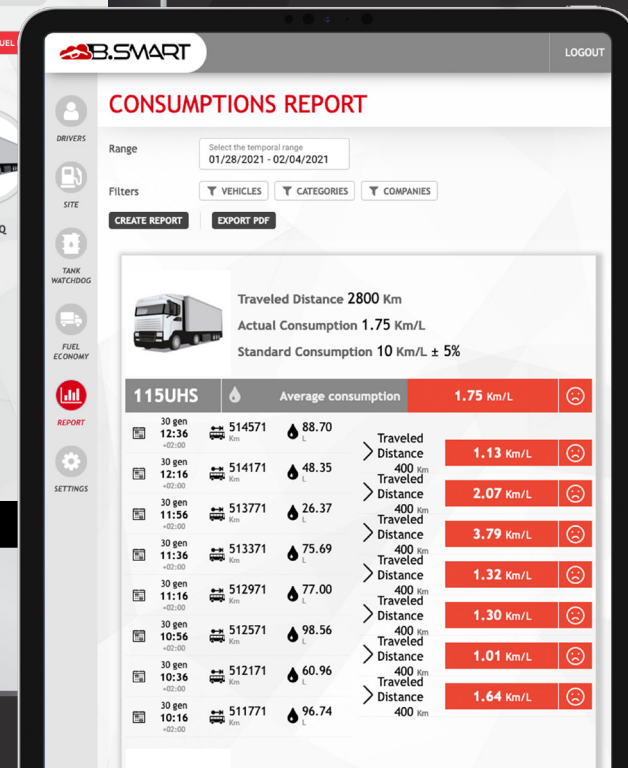 UEL
Q
B.SMART
LOGOUT
CONSUMPTIONS REPORT
DRIVERS
SITE
TANK
WATCHDOG
FUEL
ECONOMY
REPORT
SETTINGS
Range
Select the temporal range
01/28/2021 - 02/04/2021
Filters
VEHICLES
CATEGORIES
COMPANIES
CREATE REPORT
EXPORT PDF
Traveled Distance 2800 Km
Actual Consumption 1.75 Km/L
Standard Consumption 10 Km/L ± 5%
115UHS Average consumption 1.75 Km/L
30 gen
12:36
+02:00
514571
Km
88.70
L
Traveled
Distance
400 Km
1.13 Km/L
30 gen
12:16
+02:00
514171
Km
48.35
L
Traveled
Distance
400 Km
2.07 Km/L
30 gen
11:56
+02:00
513771
Km
26.37
L
Traveled
Distance
400 Km
3.79 Km/L
30 gen
11:36
+02:00
513371
Km
75.69
L
Traveled
Distance
400 Km
1.32 Km/L
30 gen
11:16
+02:00
512971
Km
77.00
L
Traveled
Distance
400 Km
1.30 Km/L
30 gen
10:56
+02:00
512571
Km
98.56
L
Traveled
Distance
400 Km
1.01 Km/L
30 gen
10:36
+02:00
512171
Km
60.96
L
Traveled
Distance
400 Km
1.64 Km/L
30 gen
10:16
+02:00
511771
Km
96.74
L